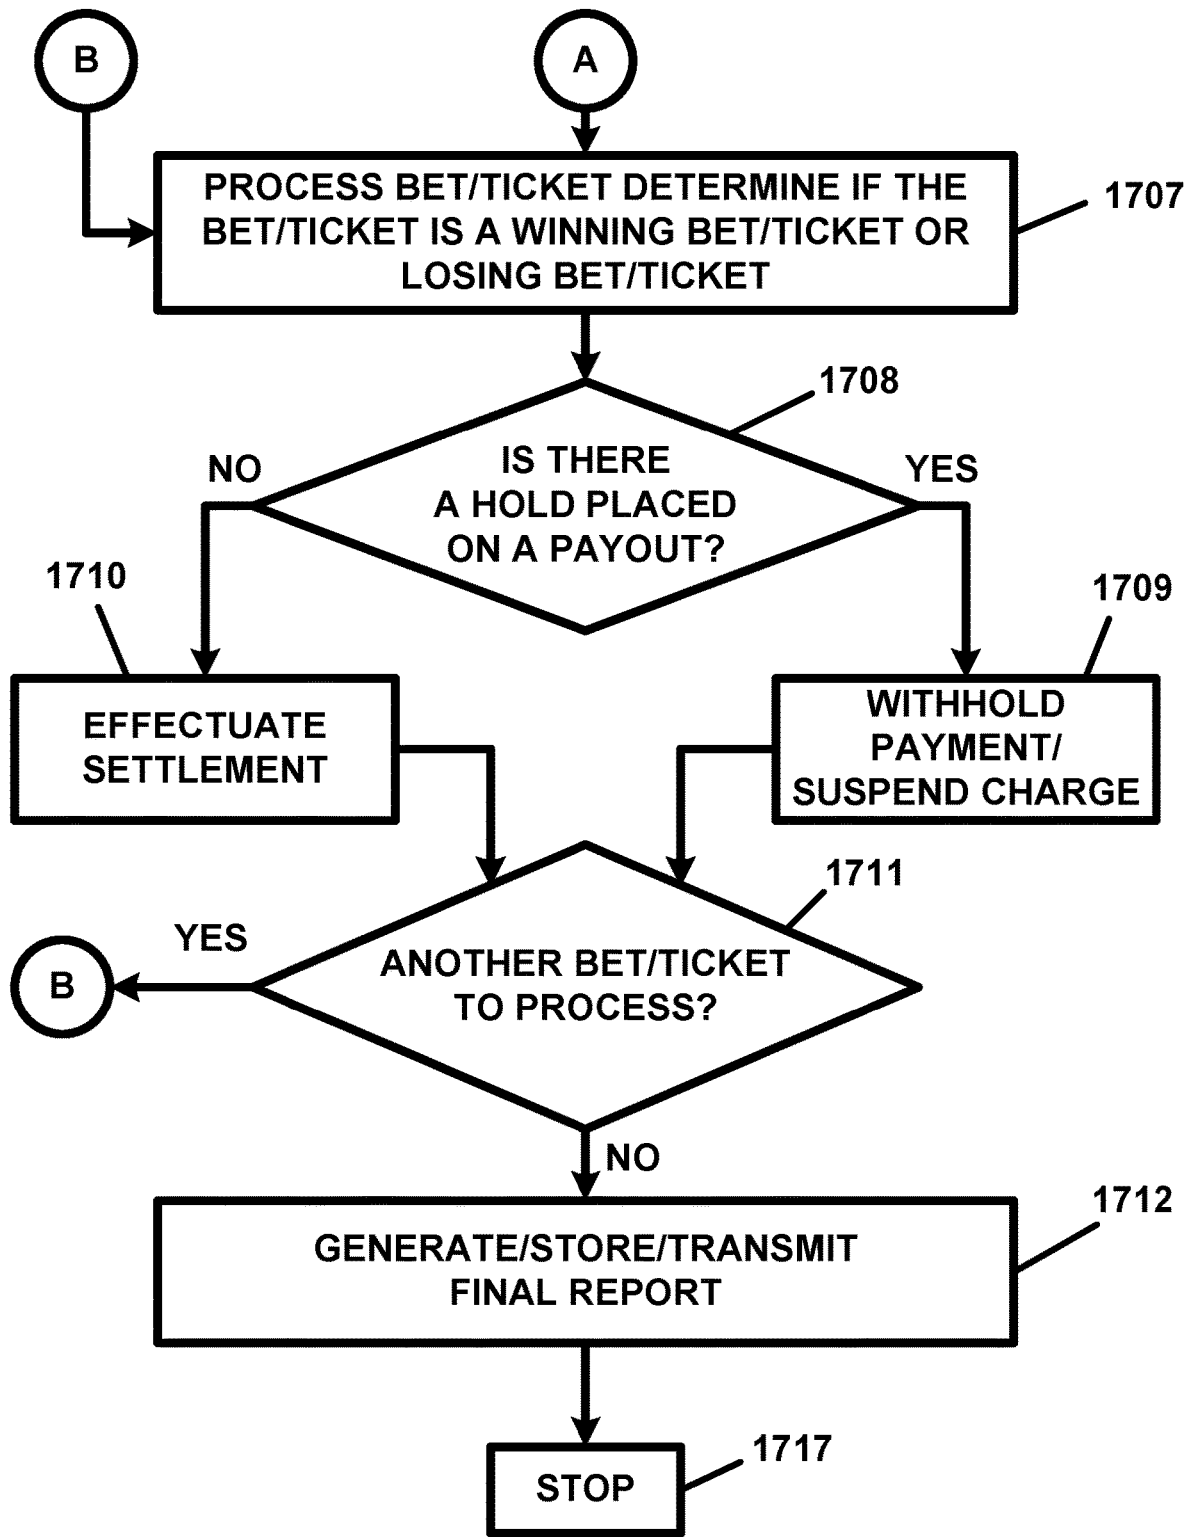 B
A
PROCESS BET/TICKET DETERMINE IF THE
BET/TICKET IS A WINNING BET/TICKET OR
LOSING BET/TICKET
1707
1708
IS THERE
A HOLD PLACED
ON A PAYOUT?
NO
YES
1710
1709
EFFECTUATE
SETTLEMENT
WITHHOLD
PAYMENT/
SUSPEND CHARGE
1711
YES
B
ANOTHER BET/TICKET
TO PROCESS?
NO
1712
GENERATE/STORE/TRANSMIT
FINAL REPORT
1717
STOP